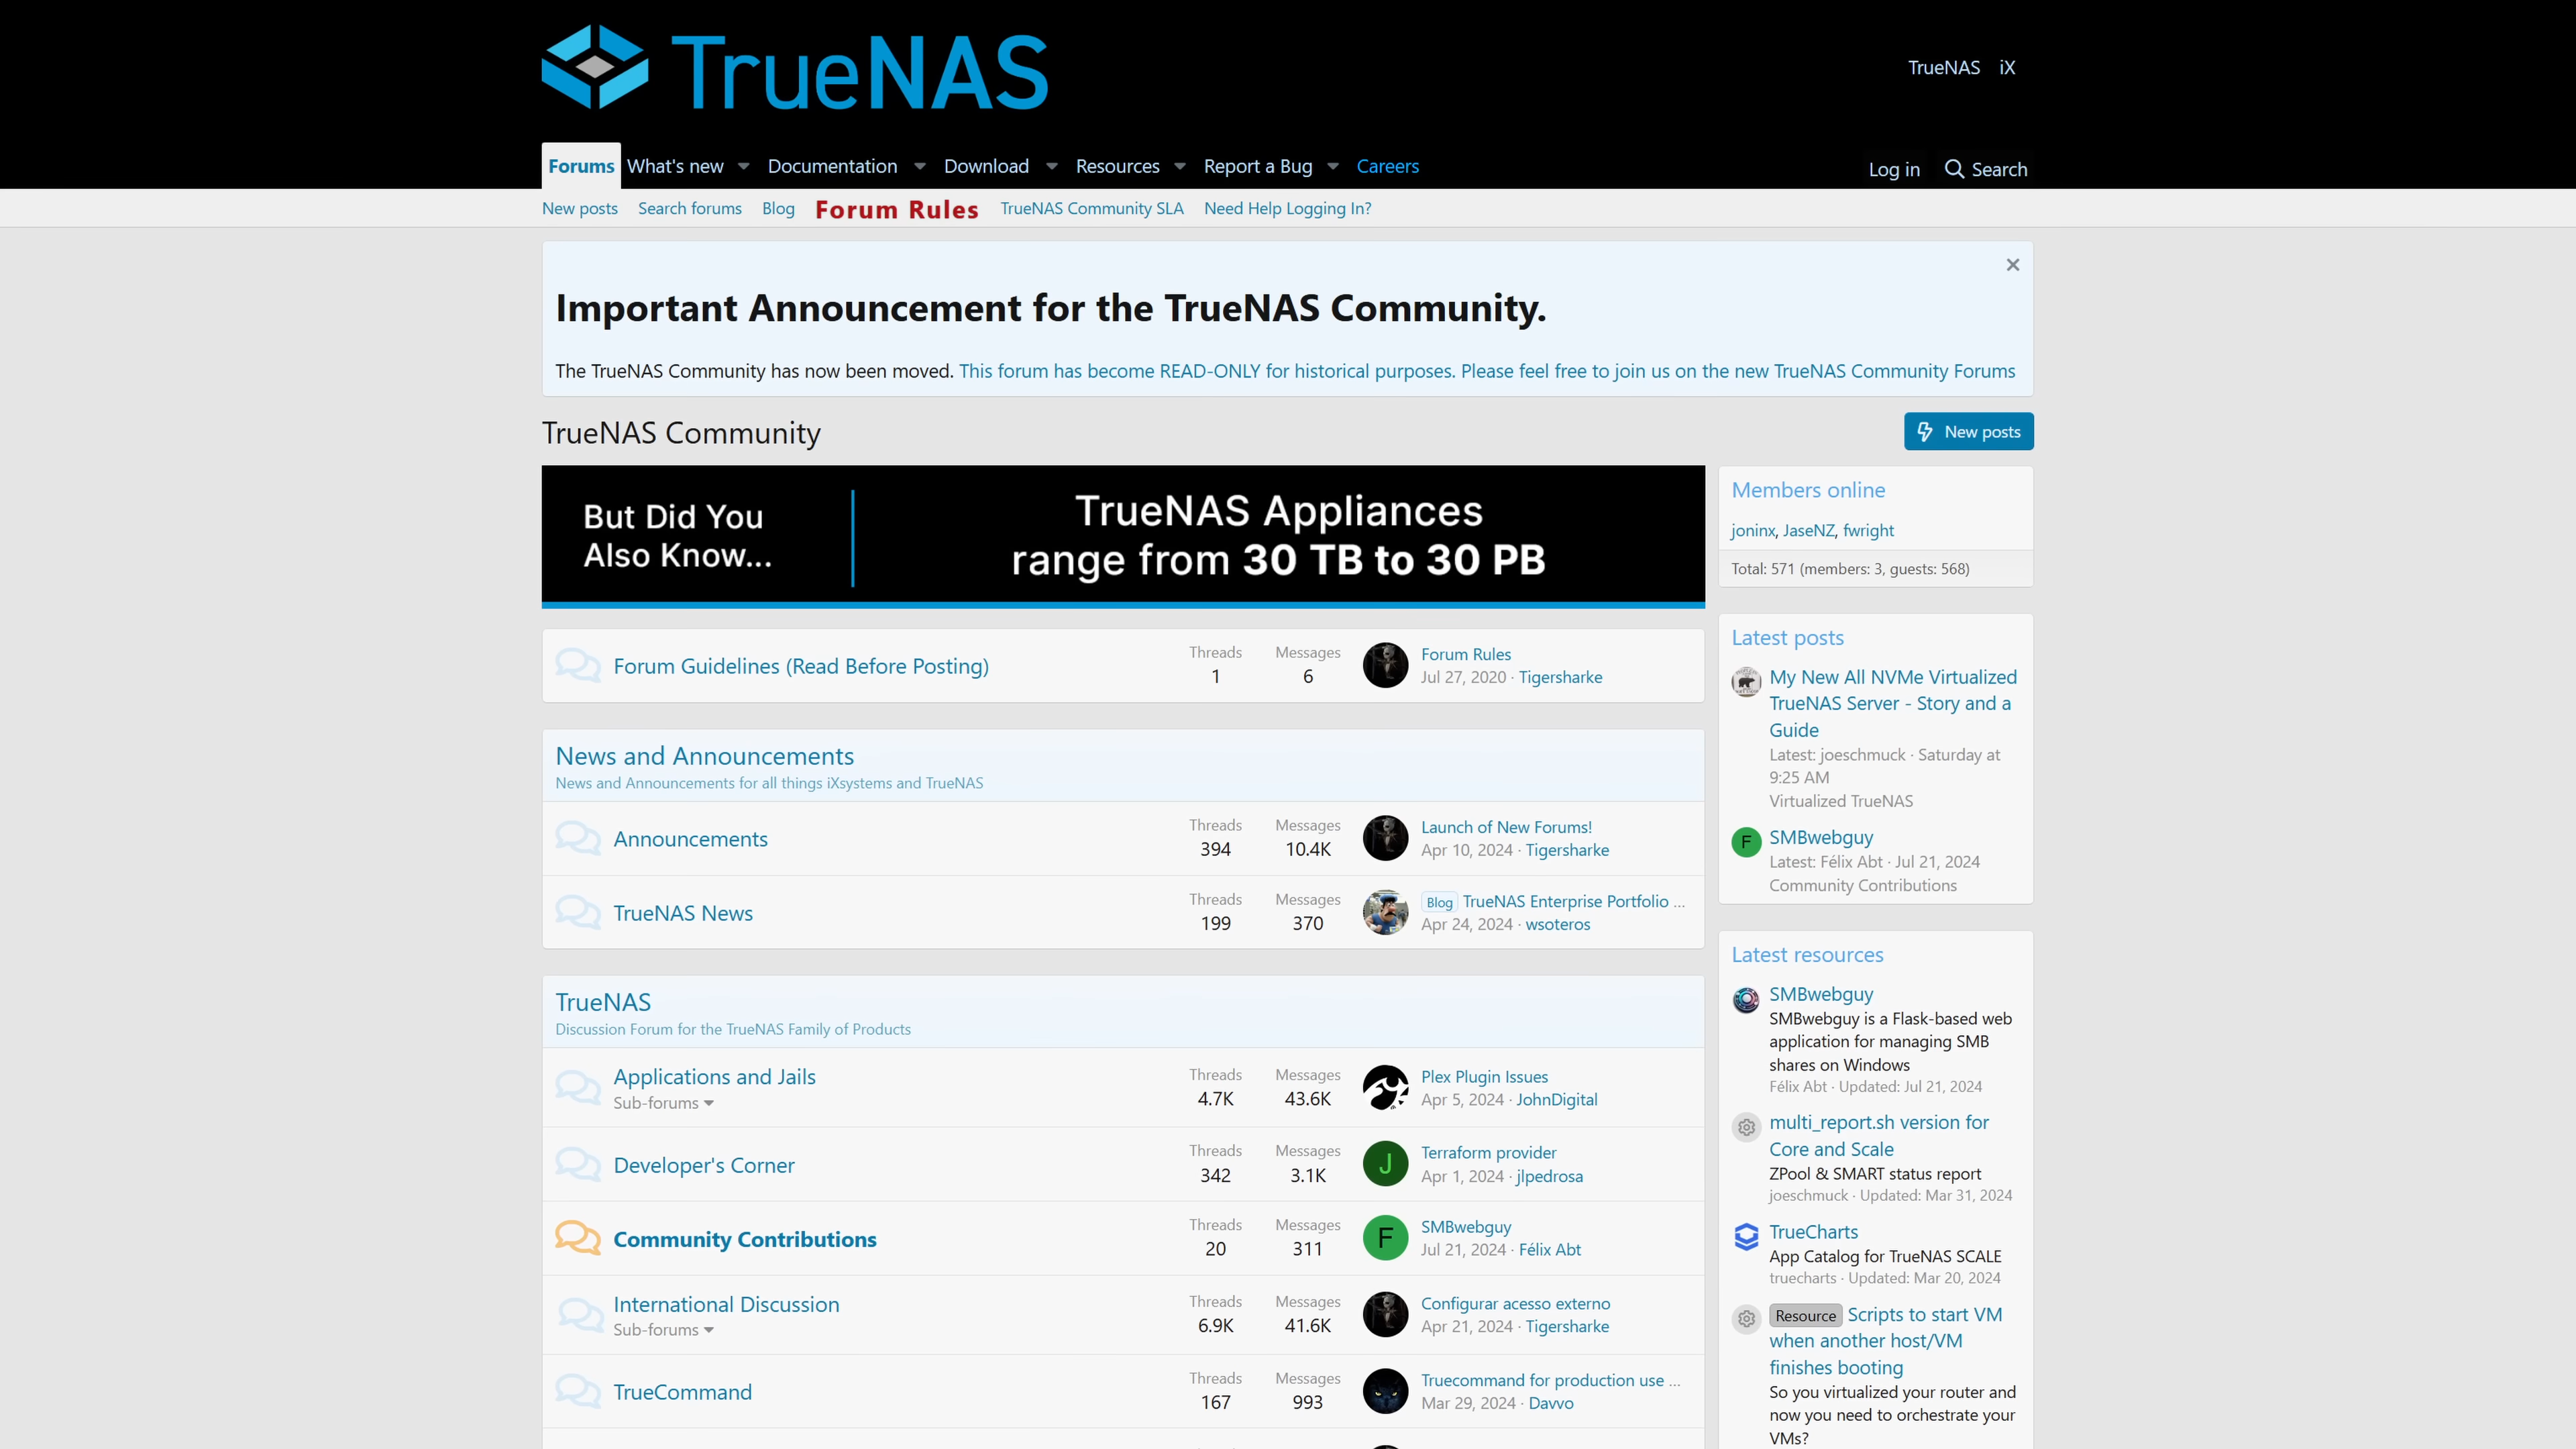 TrueNAS
TrueNAS iX
Forums What's new Documentation Download Resources Report a Bug Careers
Log in Search
New posts Search forums Blog Forum Rules TrueNAS Community SLA Need Help Logging In?
Important Announcement for the TrueNAS Community.
The TrueNAS Community has now been moved. This forum has become READ-ONLY for historical purposes. Please feel free to join us on the new TrueNAS Community Forums
TrueNAS Community
New posts
But Did You
Also Know...
TrueNAS Appliances
range from 30 TB to 30 PB
Forum Guidelines (Read Before Posting)
Threads
1
Messages
6
Forum Rules
Jul 27, 2020 · Tigersharke
News and Announcements
News and Announcements for all things iXsystems and TrueNAS
Announcements
Threads
394
Messages
10.4K
Launch of New Forums!
Apr 10, 2024 · Tigersharke
TrueNAS News
Threads
199
Messages
370
Blog TrueNAS Enterprise Portfolio ...
Apr 24, 2024 · wsoteros
TrueNAS
Discussion Forum for the TrueNAS Family of Products
Applications and Jails
Sub-forums
Threads
4.7K
Messages
43.6K
Plex Plugin Issues
Apr 5, 2024 · JohnDigital
Developer's Corner
Threads
342
Messages
3.1K
J
Terraform provider
Apr 1, 2024 · jlpedrosa
Community Contributions
Threads
20
Messages
311
F
SMBwebguy
Jul 21, 2024 · Félix Abt
International Discussion
Sub-forums
Threads
6.9K
Messages
41.6K
Configurar acesso externo
Apr 21, 2024 · Tigersharke
TrueCommand
Threads
167
Messages
993
Truecommand for production use ...
Mar 29, 2024 · Davvo
Members online
joninx, JaseNZ, fwright
Total: 571 (members: 3, guests: 568)
Latest posts
My New All NVMe Virtualized
TrueNAS Server - Story and a
Guide
Latest: joeschmuck · Saturday at
9:25 AM
Virtualized TrueNAS
F
SMBwebguy
Latest: Félix Abt · Jul 21, 2024
Community Contributions
Latest resources
SMBwebguy
SMBwebguy is a Flask-based web
application for managing SMB
shares on Windows
Félix Abt · Updated: Jul 21, 2024
multi_report.sh version for
Core and Scale
ZPool & SMART status report
joeschmuck · Updated: Mar 31, 2024
TrueCharts
App Catalog for TrueNAS SCALE
truecharts · Updated: Mar 20, 2024
Resource Scripts to start VM
when another host/VM
finishes booting
So you virtualized your router and
now you need to orchestrate your
VMs?